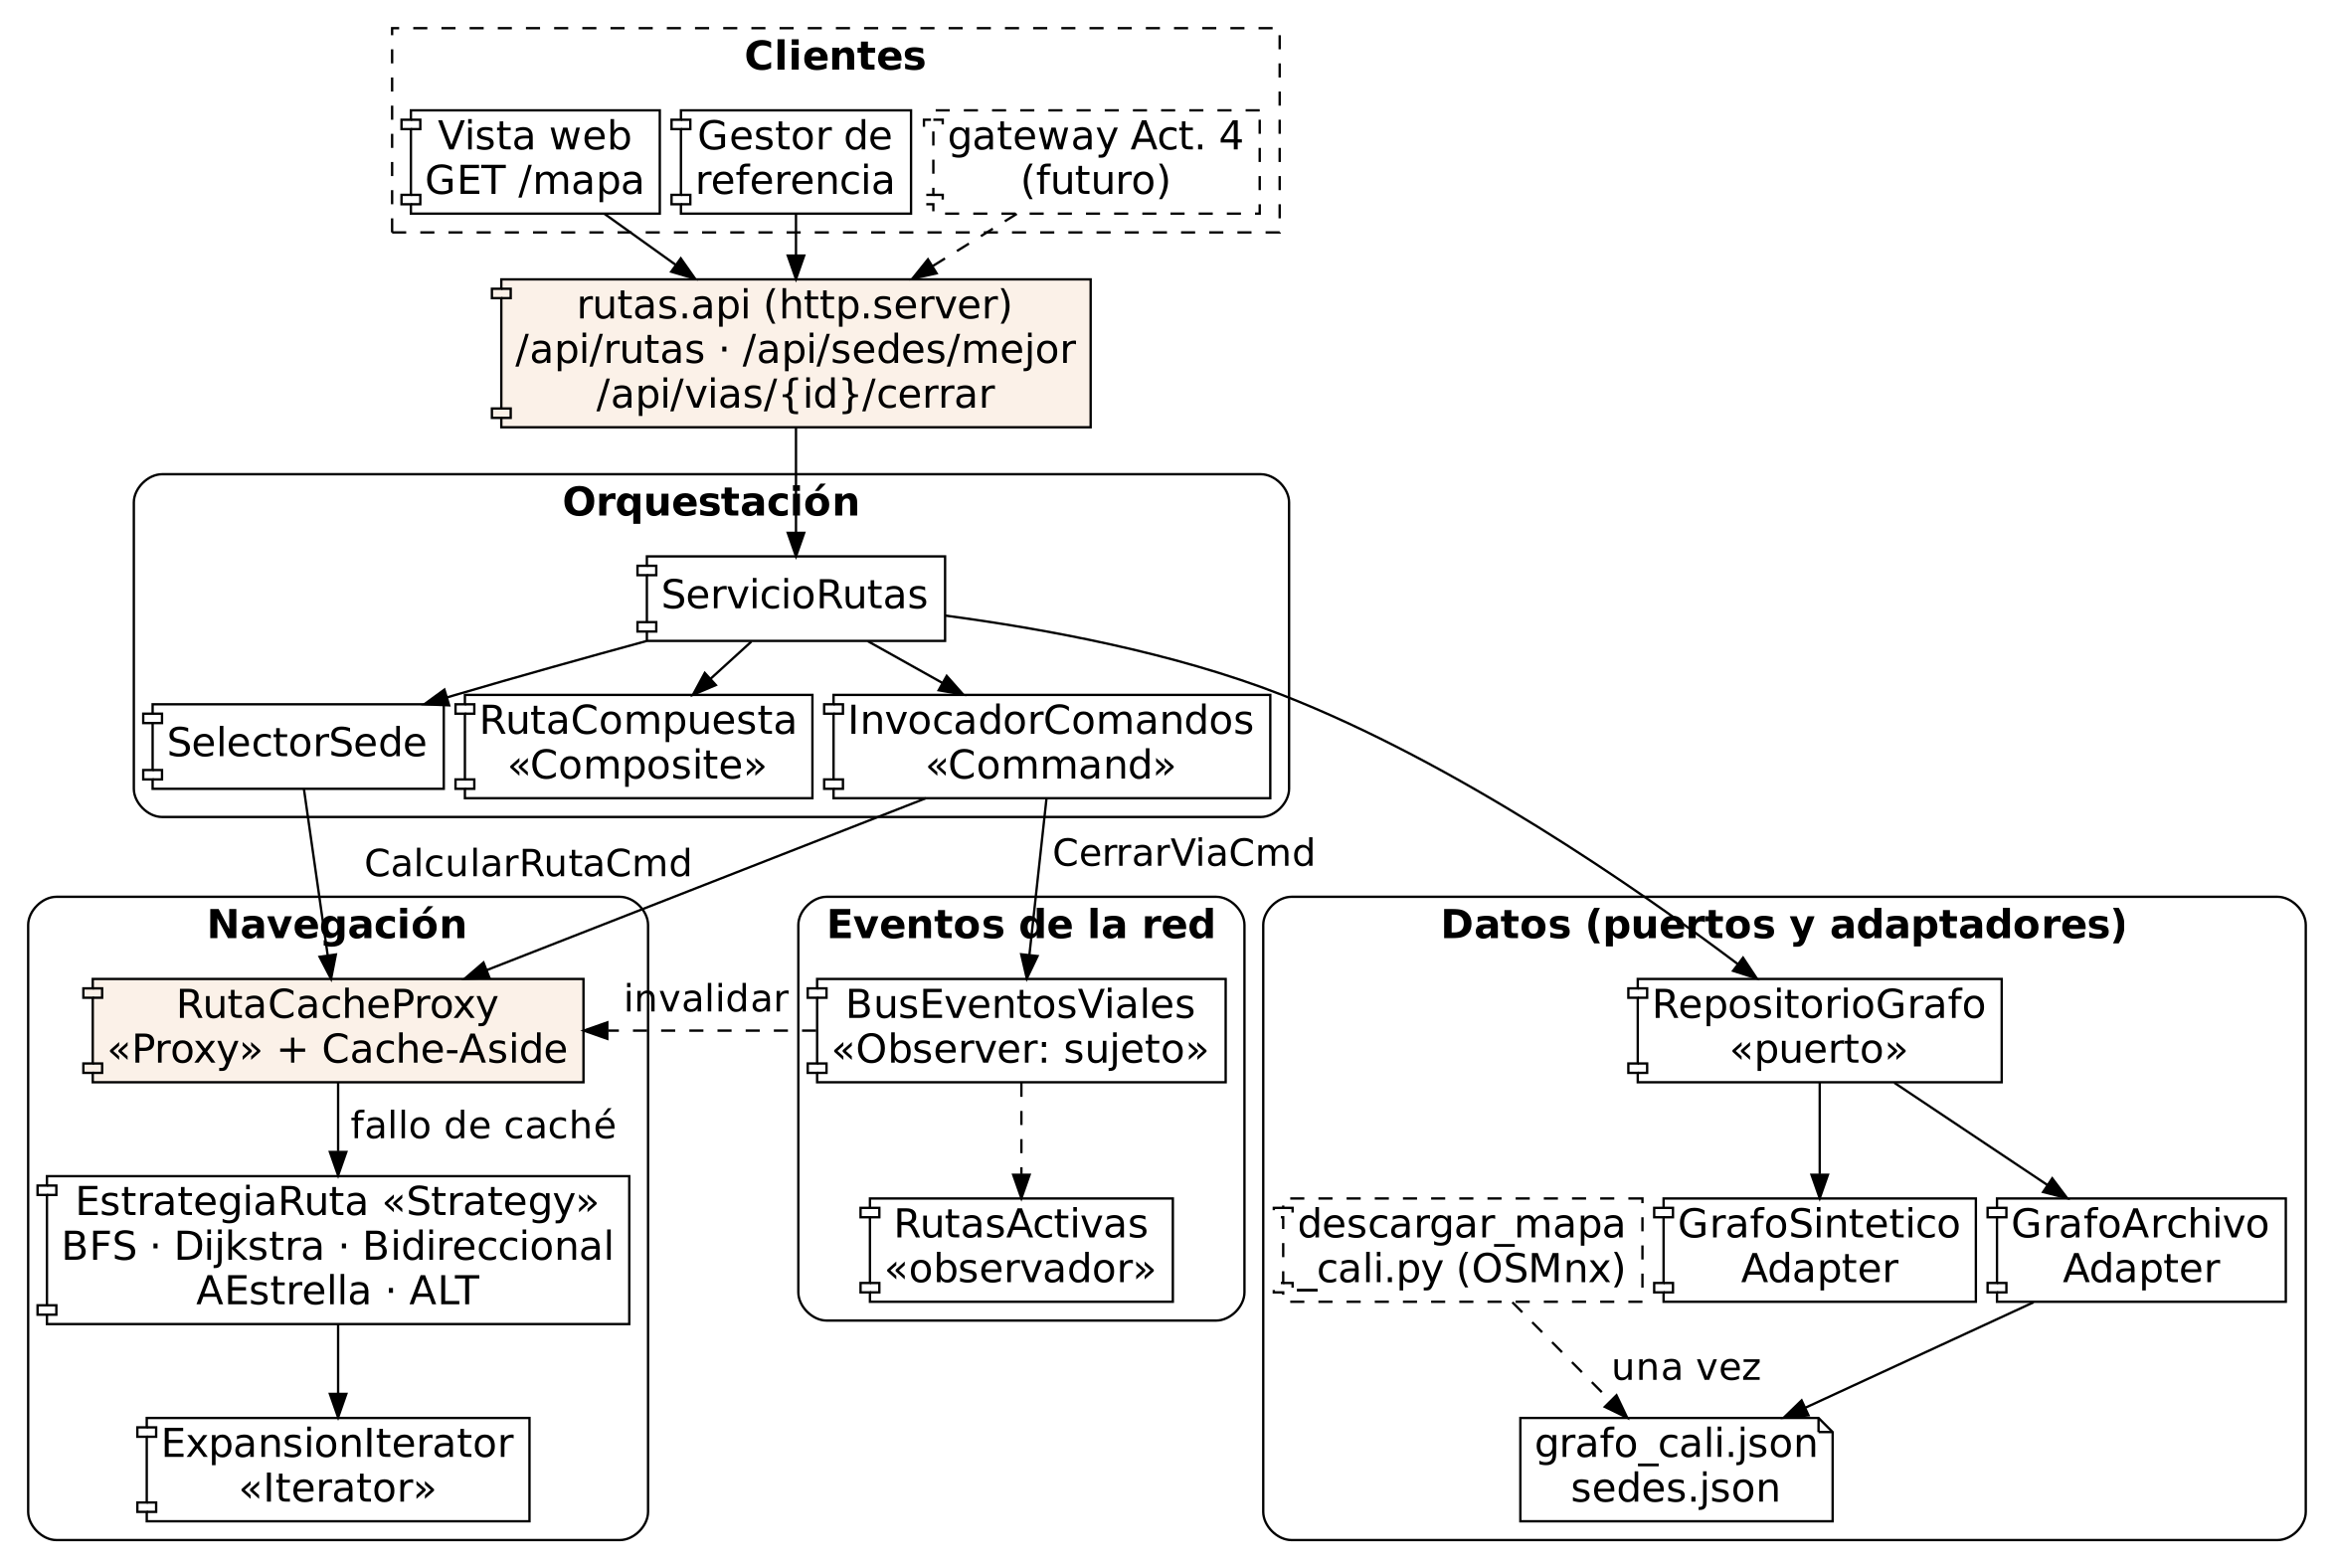 Clientes
Vista web
GET /mapa
Gestor de
referencia
gateway Act. 4
(futuro)
rutas.api (http.server)
/api/rutas · /api/sedes/mejor
/api/vias/{id}/cerrar
Orquestación
ServicioRutas
SelectorSede
RutaCompuesta
«Composite»
InvocadorComandos
«Command»
CalcularRutaCmd
CerrarViaCmd
Navegación
RutaCacheProxy
«Proxy» + Cache-Aside
invalidar
fallo de caché
EstrategiaRuta «Strategy»
BFS · Dijkstra · Bidireccional
AEstrella · ALT
ExpansionIterator
«Iterator»
Eventos de la red
BusEventosViales
«Observer: sujeto»
RutasActivas
«observador»
Datos (puertos y adaptadores)
RepositorioGrafo
«puerto»
descargar_mapa
_cali.py (OSMnx)
GrafoSintetico
Adapter
GrafoArchivo
Adapter
una vez
grafo_cali.json
sedes.json